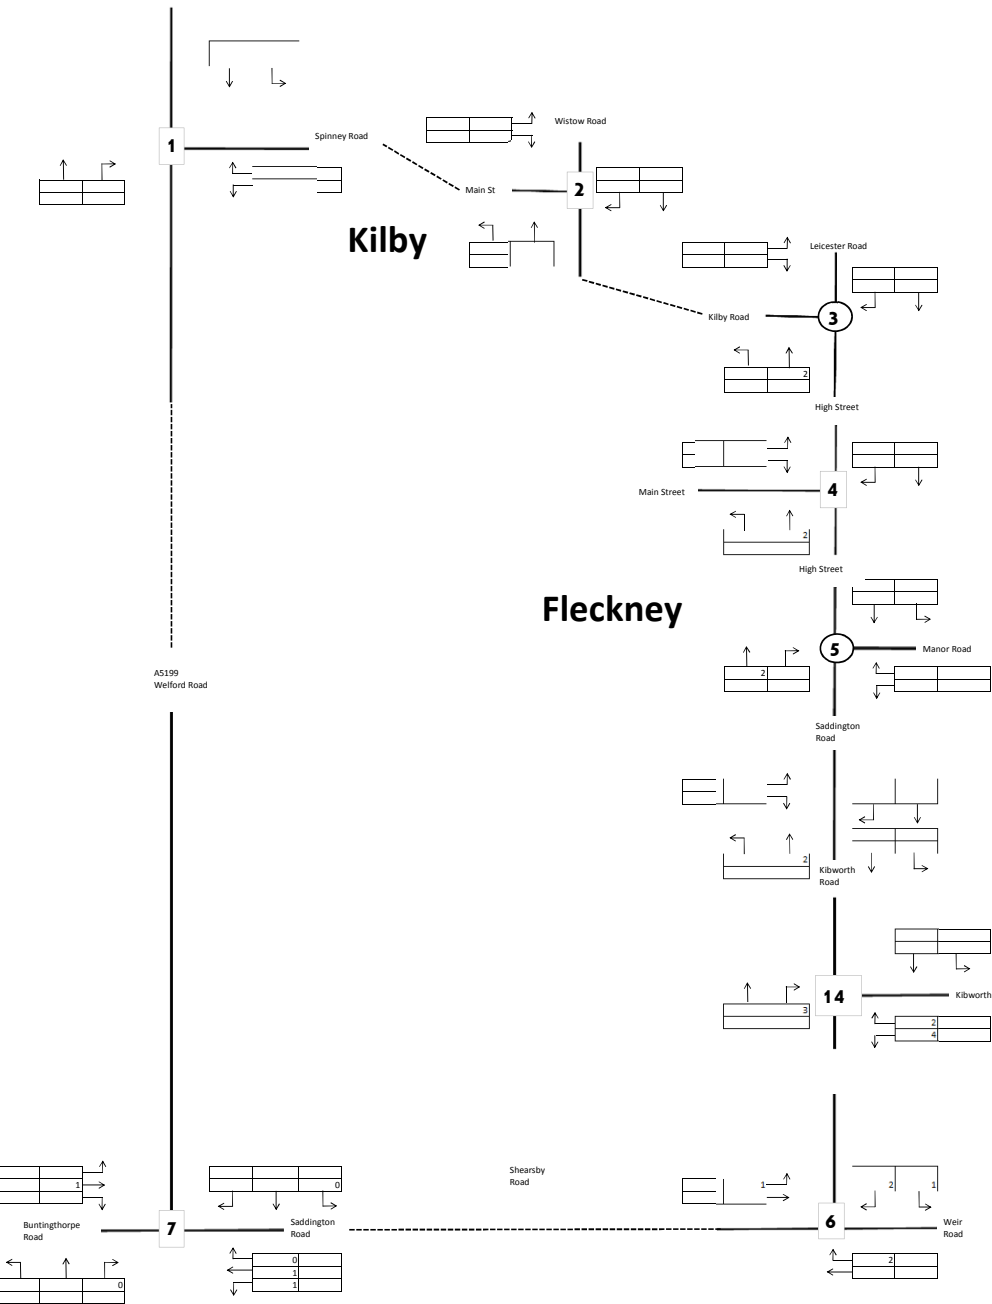 1
Spinney Road
Wistow Road
Main St
2
Kilby
Leicester Road
Kilby Road
3
2
High Street
Main Street
4
2
High Street
Fleckney
5
Manor Road
2
A5199
Welford Road
Saddington
Road
2
Kibworth
Road
14
Kibworth
3
2
4
Shearsby
Road
1
0
1
2
1
Buntingthorpe
Road
7
Saddington
Road
6
Weir
Road
0
1
1
2
0